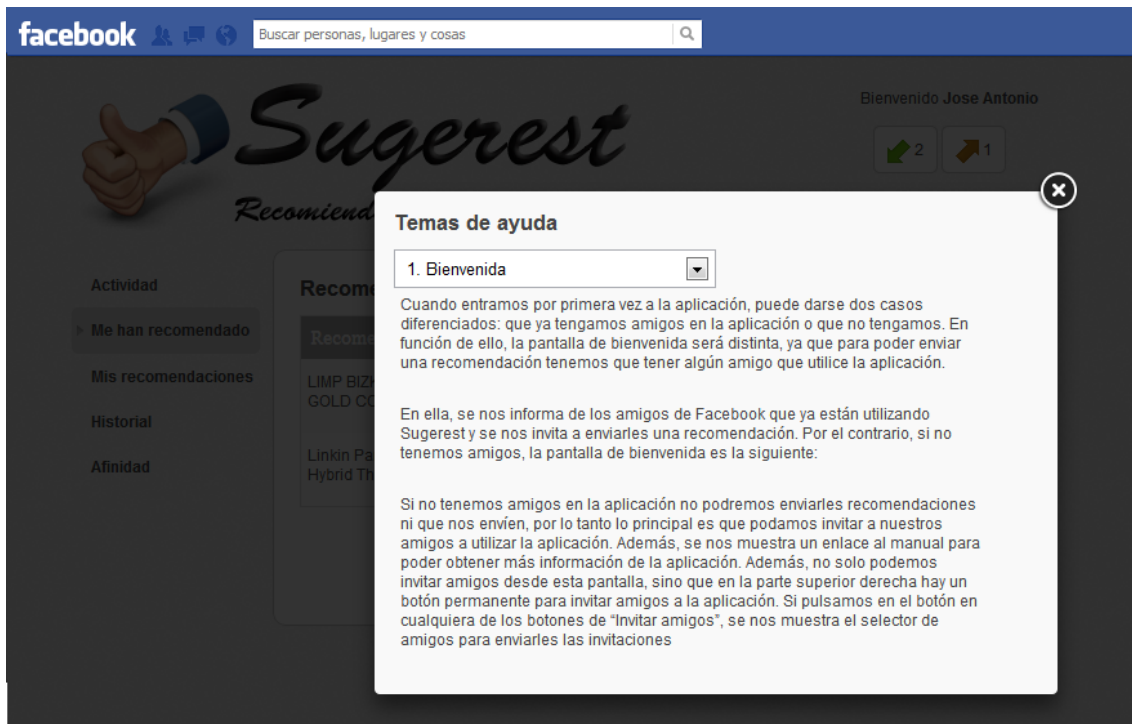 facebook
Buscar personas, lugares y cosas
Sugerest
Bienvenido Jose Antonio
2
1
Temas de ayuda
1. Bienvenida
Actividad
Me han recomendado
Mis recomendaciones
Historial
Afinidad
Cuando entramos por primera vez a la aplicación, puede darse dos casos
diferenciados: que ya tengamos amigos en la aplicación o que no tengamos. En
función de ello, la pantalla de bienvenida será distinta, ya que para poder enviar
una recomendación tenemos que tener algún amigo que utilice la aplicación.
En ella, se nos informa de los amigos de Facebook que ya están utilizando
Sugerest y se nos invita a enviarles una recomendación. Por el contrario, si no
tenemos amigos, la pantalla de bienvenida es la siguiente:
Si no tenemos amigos en la aplicación no podremos enviarles recomendaciones
ni que nos envíen, por lo tanto lo principal es que podamos invitar a nuestros
amigos a utilizar la aplicación. Además, se nos muestra un enlace al manual para
poder obtener más información de la aplicación. Además, no solo podemos
invitar amigos desde esta pantalla, sino que en la parte superior derecha hay un
botón permanente para invitar amigos a la aplicación. Si pulsamos en el botón en
cualquiera de los botones de “Invitar amigos”, se nos muestra el selector de
amigos para enviarles las invitaciones
LIMP
GOLD
Linkin
Hybrid